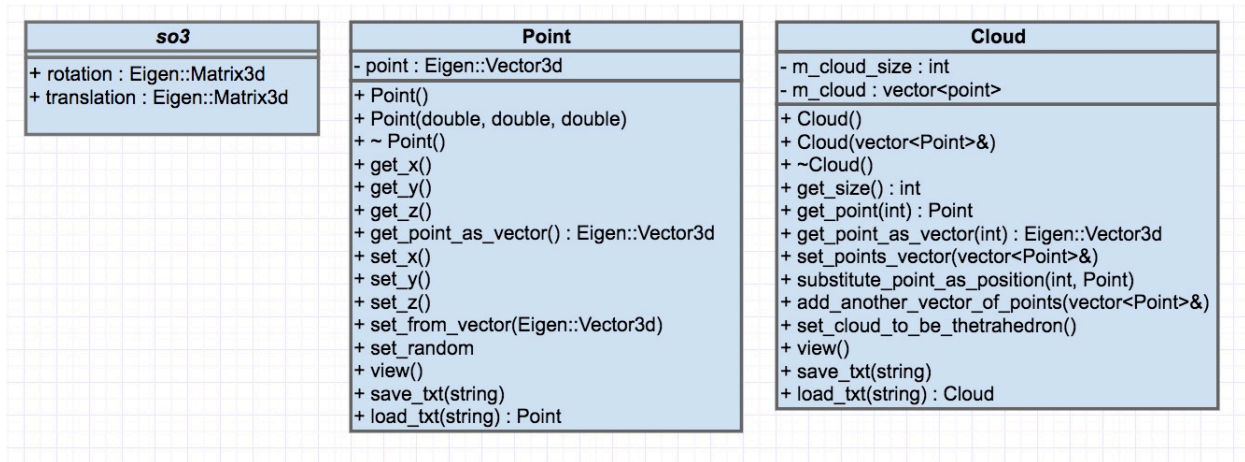 so3
+ rotation : Eigen::Matrix3d
+ translation : Eigen::Matrix3d
Point
- point : Eigen::Vector3d
+ Point()
+ Point(double, double, double)
+ ~ Point()
+ get_x()
+ get_y()
+ get_z()
+ get_point_as_vector() : Eigen::Vector3d
+ set_x()
+ set_y()
+ set_z()
+ set_from_vector(Eigen::Vector3d)
+ set_random
+ view()
+ save_txt(string)
+ load_txt(string) : Point
Cloud
- m_cloud_size : int
- m_cloud : vector<point>
+ Cloud()
+ Cloud(vector<Point>&)
+ ~Cloud()
+ get_size() : int
+ get_point(int) : Point
+ get_point_as_vector(int) : Eigen::Vector3d
+ set_points_vector(vector<Point>&)
+ substitute_point_as_position(int, Point)
+ add_another_vector_of_points(vector<Point>&)
+ set_cloud_to_be_thetrahedron()
+ view()
+ save_txt(string)
+ load_txt(string) : Cloud